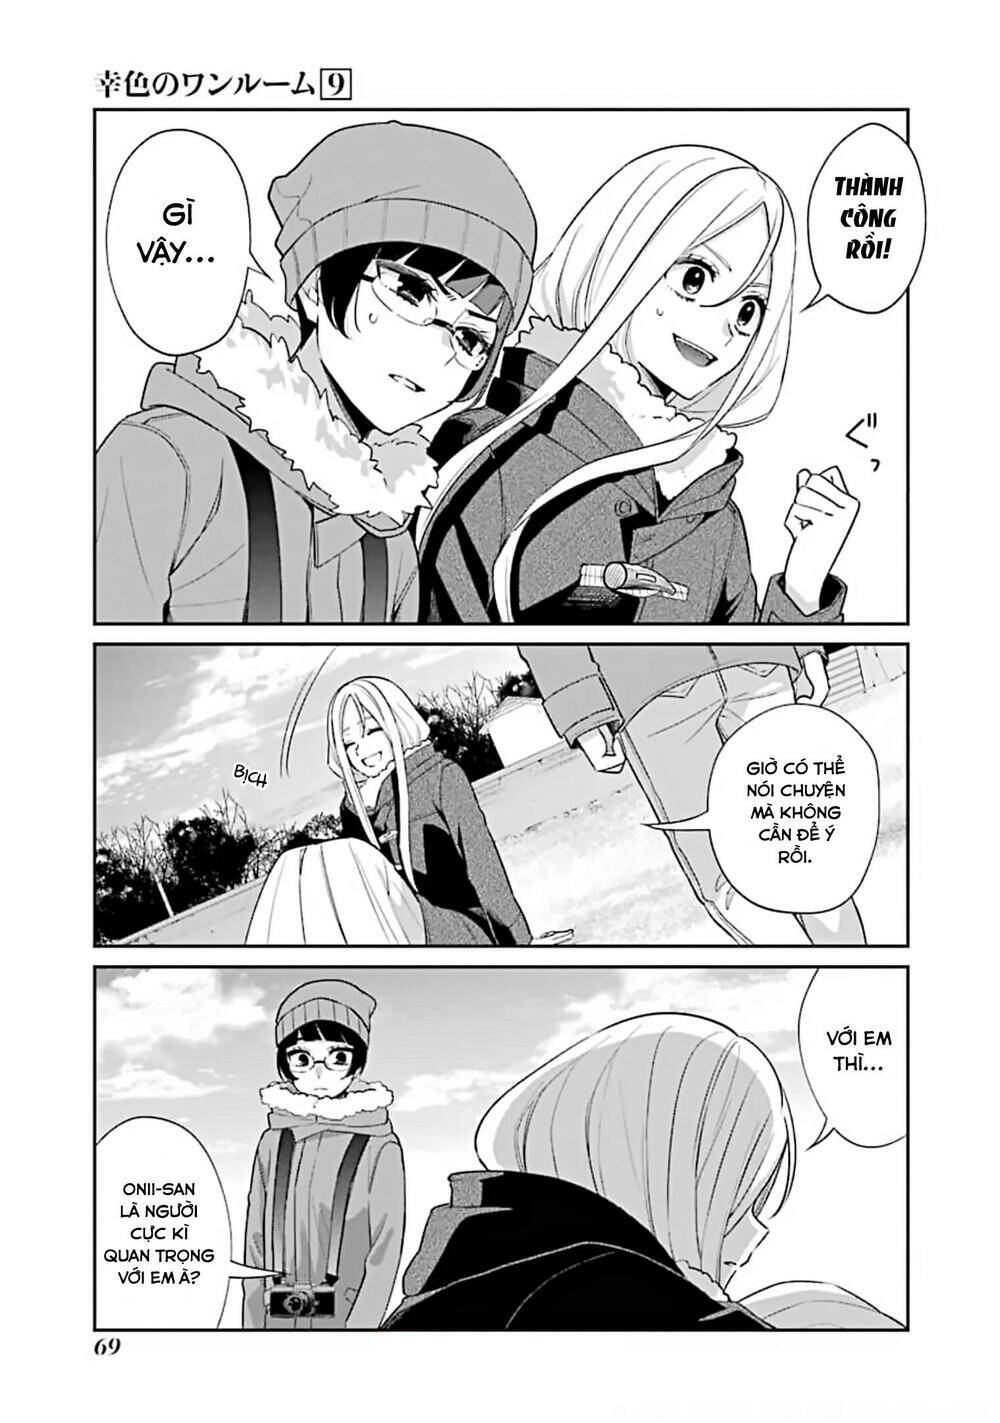 幸色のワンルーム 9
THÀNH
CÔNG
RỒI!
GÌ
VẬY...
ぐっ
GIỜ CÓ THỂ
NÓI CHUYỆN
MÀ KHÔNG
CẦN ĐỂ Ý
RỒI.
BỊCH
VỚI EM
THÌ...
ONII-SAN
LÀ NGƯỜI
CỰC KÌ
QUAN TRỌNG
VỚI EM À?
69